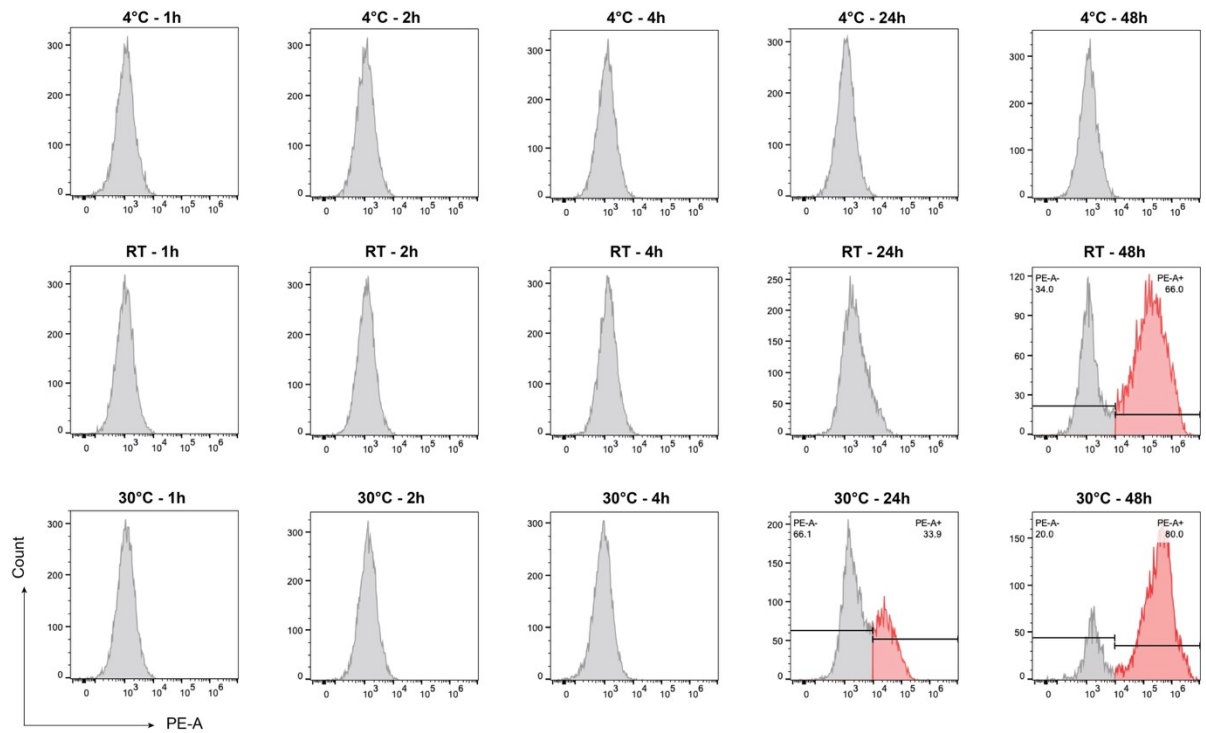 4°C - 1h
300
200
100
0
0 10³ 10⁴ 10⁵ 10⁶
4°C - 2h
300
200
100
0
0 10³ 10⁴ 10⁵ 10⁶
4°C - 4h
300
200
100
0
0 10³ 10⁴ 10⁵ 10⁶
4°C - 24h
300
200
100
0
0 10³ 10⁴ 10⁵ 10⁶
4°C - 48h
300
200
100
0
0 10³ 10⁴ 10⁵ 10⁶
RT - 1h
300
200
100
0
0 10³ 10⁴ 10⁵ 10⁶
RT - 2h
300
200
100
0
0 10³ 10⁴ 10⁵ 10⁶
RT - 4h
300
200
100
0
0 10³ 10⁴ 10⁵ 10⁶
RT - 24h
250
200
150
100
50
0
0 10³ 10⁴ 10⁵ 10⁶
RT - 48h
PE-A- PE-A+
34.0 66.0
120
90
60
30
0
0 10³ 10⁴ 10⁵ 10⁶
30°C - 1h
300
200
100
0
0 10³ 10⁴ 10⁵ 10⁶
30°C - 2h
300
200
100
0
0 10³ 10⁴ 10⁵ 10⁶
30°C - 4h
300
200
100
0
0 10³ 10⁴ 10⁵ 10⁶
30°C - 24h
PE-A- PE-A+
66.1 33.9
200
150
100
50
0
0 10³ 10⁴ 10⁵ 10⁶
30°C - 48h
PE-A- PE-A+
20.0 80.0
150
100
50
0
0 10³ 10⁴ 10⁵ 10⁶
Count
PE-A